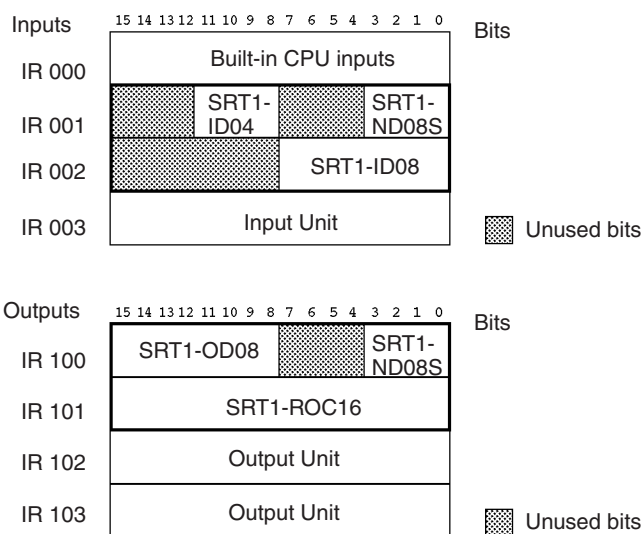 Inputs
15 14 13 12 11 10 9 8 7 6 5 4 3 2 1 0
Bits
IR 000
Built-in CPU inputs
IR 001
SRT1-
ID04
SRT1-
ND08S
IR 002
SRT1-ID08
IR 003
Input Unit
Unused bits
Outputs
15 14 13 12 11 10 9 8 7 6 5 4 3 2 1 0
Bits
IR 100
SRT1-OD08
SRT1-
ND08S
IR 101
SRT1-ROC16
IR 102
Output Unit
IR 103
Output Unit
Unused bits